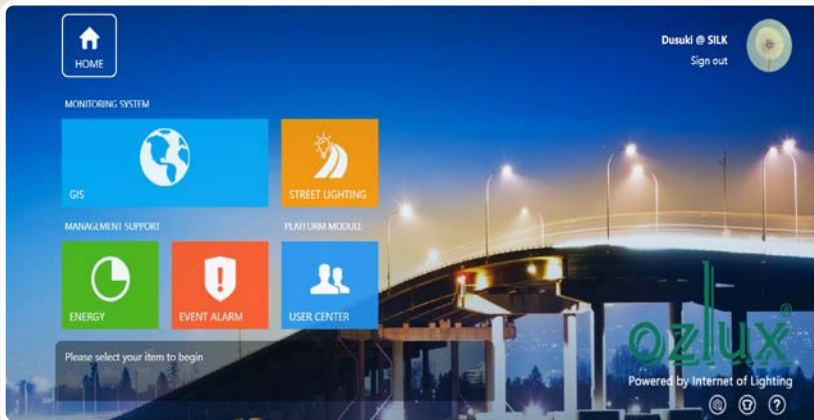 HOME
Dusuki @ SILK
Sign out
MONITORING SYSTEM
GIS
STREET LIGHTING
MANAGEMENT SUPPORT
PLATFORM MODULE
ENERGY
EVENT ALARM
USER CENTER
Please select your item to begin
ozlux®
Powered by Internet of Lighting
?